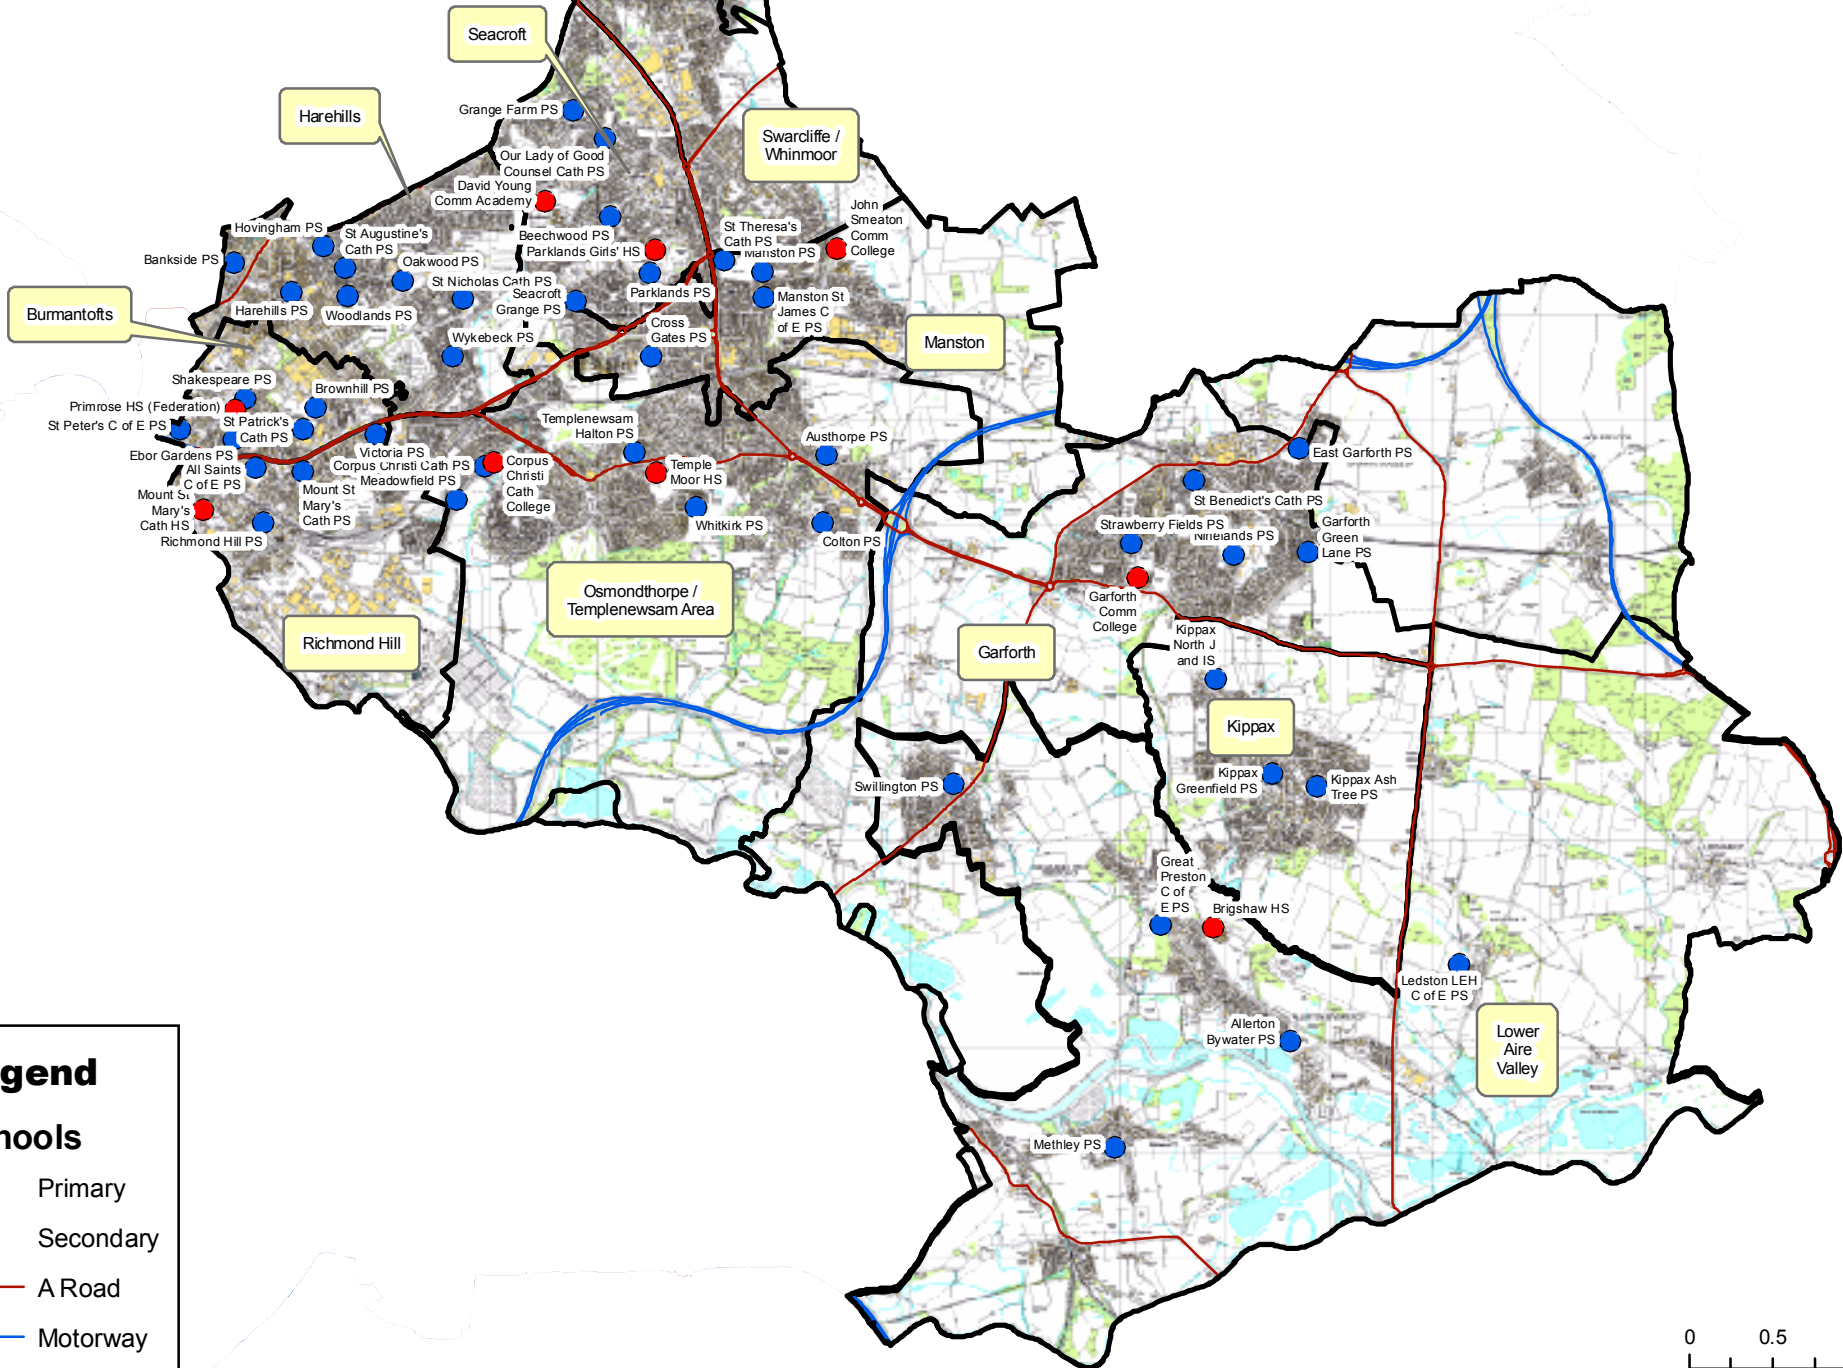 Seacroft
Grange Farm PS
Harehills
Swarcliffe /
Whinmoor
Our Lady of Good
Counsel Cath PS
David Young
Comm Academy
John
Smeaton
Comm
College
Hovingham PS
St Augustine's
Cath PS
Beechwood PS
Parklands Girls' HS
St Theresa's
Cath PS
Manston PS
Bankside PS
Oakwood PS
St Nicholas Cath PS
Seacroft
Grange PS
Parklands PS
Manston St
James C
of E PS
Harehills PS
Woodlands PS
Burmantofts
Wykebeck PS
Cross
Gates PS
Manston
Shakespeare PS
Brownhill PS
Primrose HS (Federation)
St Peter's C of E PS
St Patrick's
Cath PS
Templenewsam
Halton PS
Austhorpe PS
East Garforth PS
Ebor Gardens PS
Victoria PS
All Saints
C of E PS
Corpus Christi Cath PS
Meadowfield PS
Corpus
Christi
Cath
College
Temple
Moor HS
Mount St
Mary's
Cath HS
Mount St
Mary's
Cath PS
St Benedict's Cath PS
Richmond Hill PS
Whitkirk PS
Colton PS
Strawberry Fields PS
Ninelands PS
Garforth
Green
Lane PS
Osmondthorpe /
Templenewsam Area
Garforth
Comm
College
Richmond Hill
Garforth
Kippax
North J
and IS
Kippax
Swillington PS
Kippax
Greenfield PS
Kippax Ash
Tree PS
Great
Preston
C of
E PS
Brigshaw HS
Ledston LEH
C of E PS
Allerton
Bywater PS
Lower
Aire
Valley
Methley PS
gend
hools
Primary
Secondary
A Road
Motorway
0 0.5